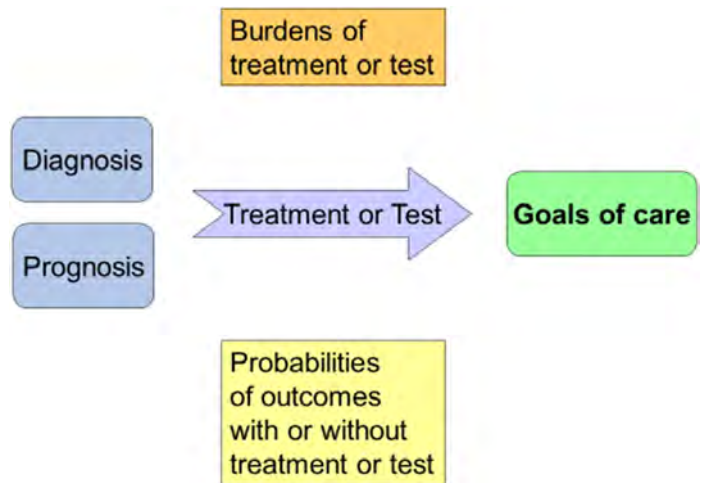 Burdens of
treatment or test
Diagnosis
Treatment or Test
Goals of care
Prognosis
Probabilities
of outcomes
with or without
treatment or test